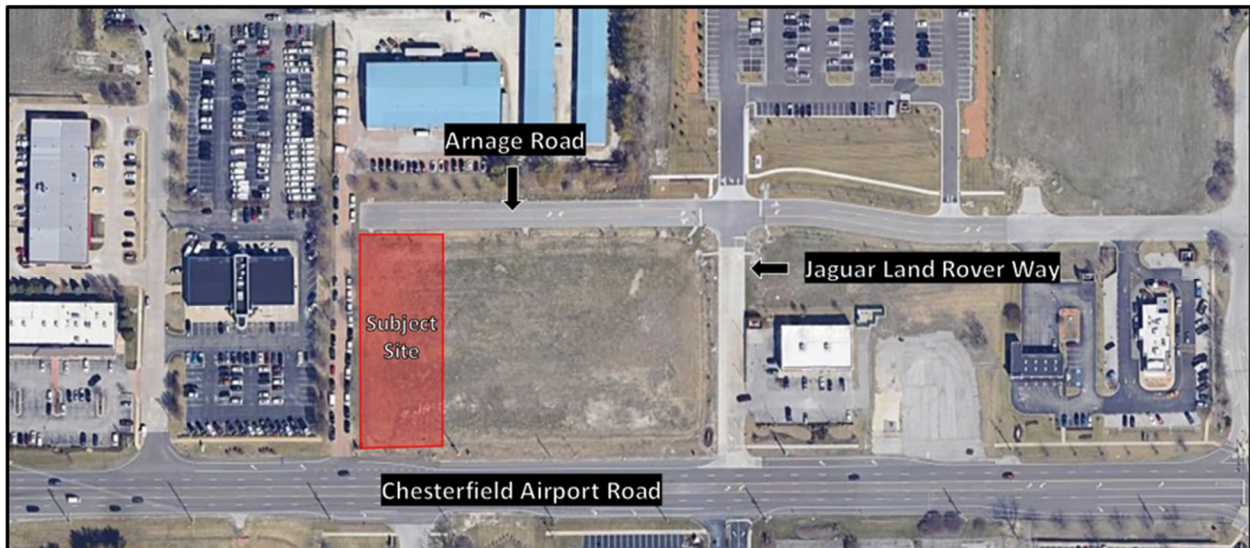 Arnage Road
Jaguar Land Rover Way
Subject
Site
Chesterfield Airport Road